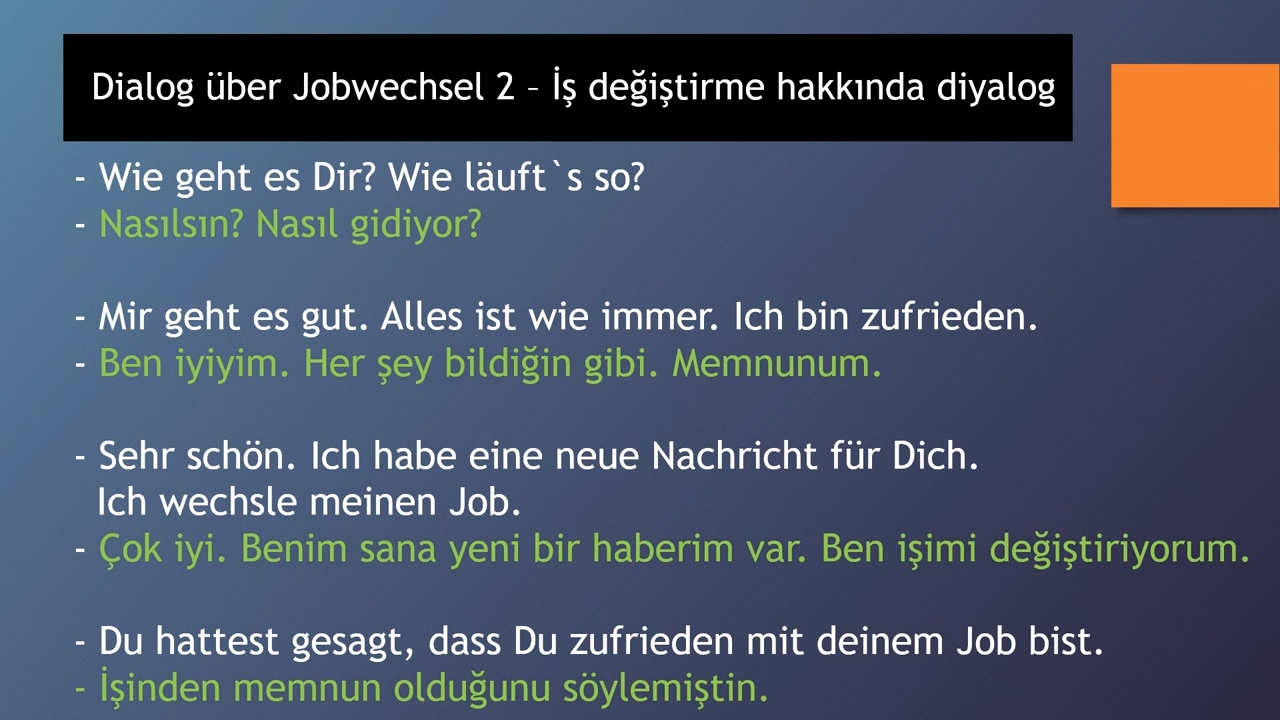 Dialog über Jobwechsel 2 – İş değiştirme hakkında diyalog
- Wie geht es Dir? Wie läuft`s so?
- Nasılsın? Nasıl gidiyor?
- Mir geht es gut. Alles ist wie immer. Ich bin zufrieden.
- Ben iyiyim. Her şey bildiğin gibi. Memnunum.
- Sehr schön. Ich habe eine neue Nachricht für Dich.
Ich wechsle meinen Job.
- Çok iyi. Benim sana yeni bir haberim var. Ben işimi değiştiriyorum.
- Du hattest gesagt, dass Du zufrieden mit deinem Job bist.
- İşinden memnun olduğunu söylemiştin.